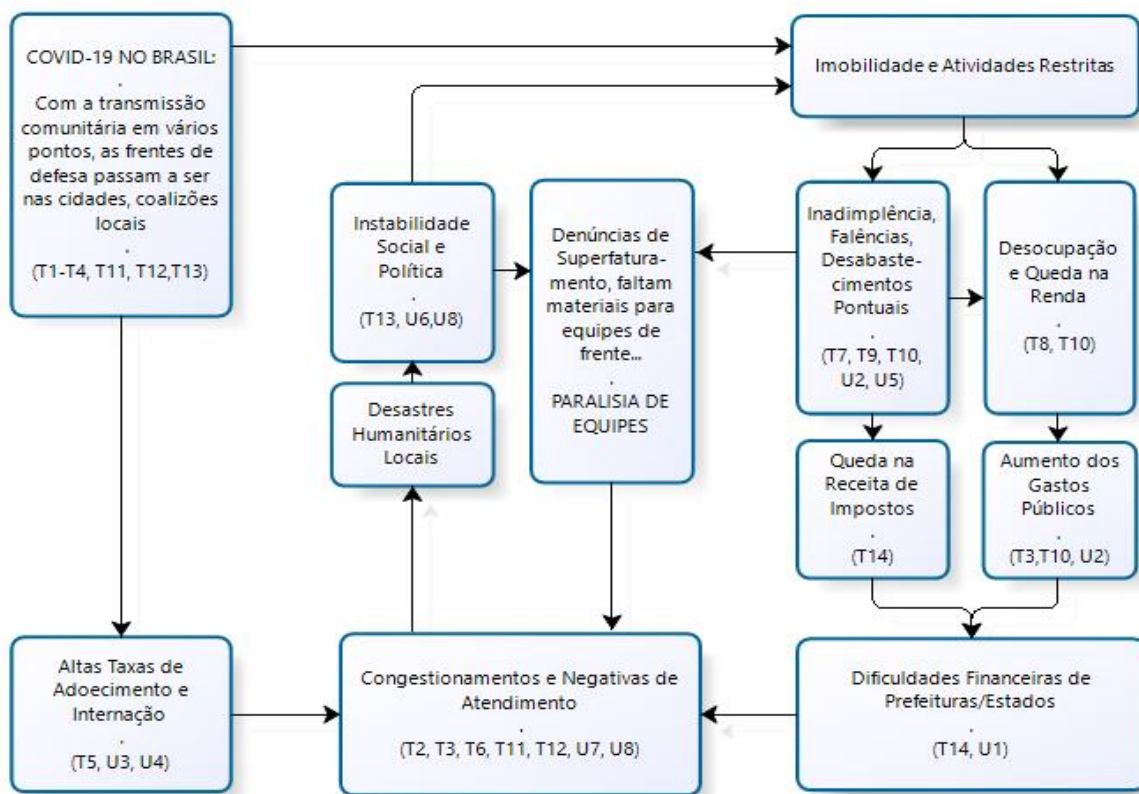 COVID-19 NO BRASIL:
.
Com a transmissão
comunitária em vários
pontos, as frentes de
defesa passam a ser
nas cidades, coalizões
locais
.
(T1-T4, T11, T12,T13)
Imobilidade e Atividades Restritas
Instabilidade
Social e
Política
.
(T13, U6,U8)
Denúncias de
Superfatura-
mento, faltam
materiais para
equipes de
frente...
.
PARALISIA DE
EQUIPES
Inadimplência,
Falências,
Desabaste-
cimentos
Pontuais
.
(T7, T9, T10,
U2, U5)
Desocupação
e Queda na
Renda
.
(T8, T10)
Desastres
Humanitários
Locais
Queda na
Receita de
Impostos
.
(T14)
Aumento dos
Gastos
Públicos
.
(T3,T10, U2)
Altas Taxas de
Adoecimento e
Internação
.
(T5, U3, U4)
Congestionamentos e Negativas de
Atendimento
.
(T2, T3, T6, T11, T12, U7, U8)
Dificuldades Financeiras de
Prefeituras/Estados
.
(T14, U1)